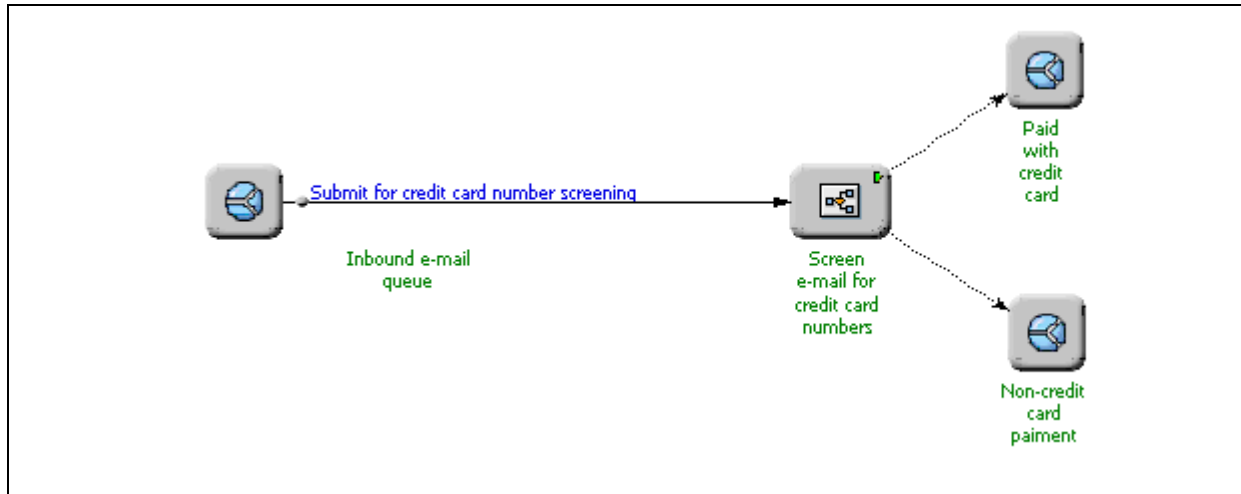 Submit for credit card number screening
Inbound e-mail
queue
Screen
e-mail for
credit card
numbers
Paid
with
credit
card
Non-credit
card
paiment